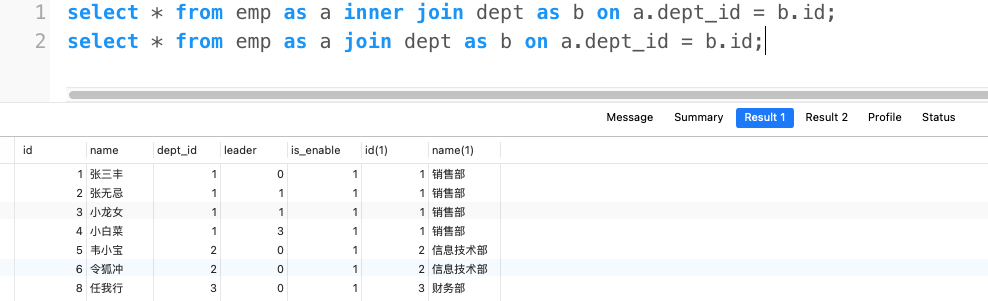 1 select * from emp as a inner join dept as b on a.dept_id = b.id;
2 select * from emp as a join dept as b on a.dept_id = b.id;
Message Summary Result 1 Result 2 Profile Status
id name dept_id leader is_enable id(1) name(1)
1 张三丰 1 0 1 1 销售部
2 张无忌 1 1 1 1 销售部
3 小龙女 1 1 1 1 销售部
4 小白菜 1 3 1 1 销售部
5 韦小宝 2 0 1 2 信息技术部
6 令狐冲 2 0 1 2 信息技术部
8 任我行 3 0 1 3 财务部